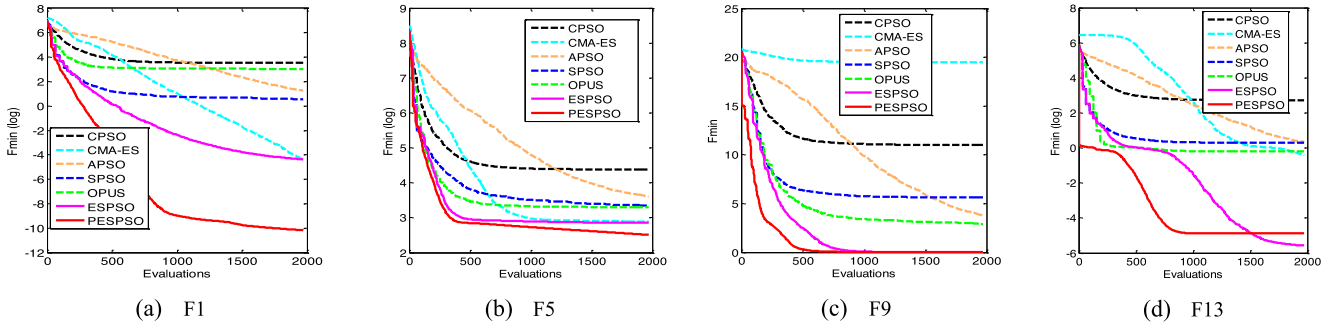 8
6
4
2
0
-2
-4
-6
-8
-10
-12
Fmin (log)
0 500 1000 1500 2000
Evaluations
CPSO
CMA-ES
APSO
SPSO
OPUS
ESPSO
PESPSO
(a) F1
9
8
7
6
5
4
3
2
Fmin (log)
0 500 1000 1500 2000
Evaluations
CPSO
CMA-ES
APSO
SPSO
OPUS
ESPSO
PESPSO
(b) F5
25
20
15
10
5
0
Fmin
0 500 1000 1500 2000
Evaluations
CPSO
CMA-ES
APSO
SPSO
OPUS
ESPSO
PESPSO
(c) F9
8
6
4
2
0
-2
-4
-6
Fmin (log)
0 500 1000 1500 2000
Evaluations
CPSO
CMA-ES
APSO
SPSO
OPUS
ESPSO
PESPSO
(d) F13